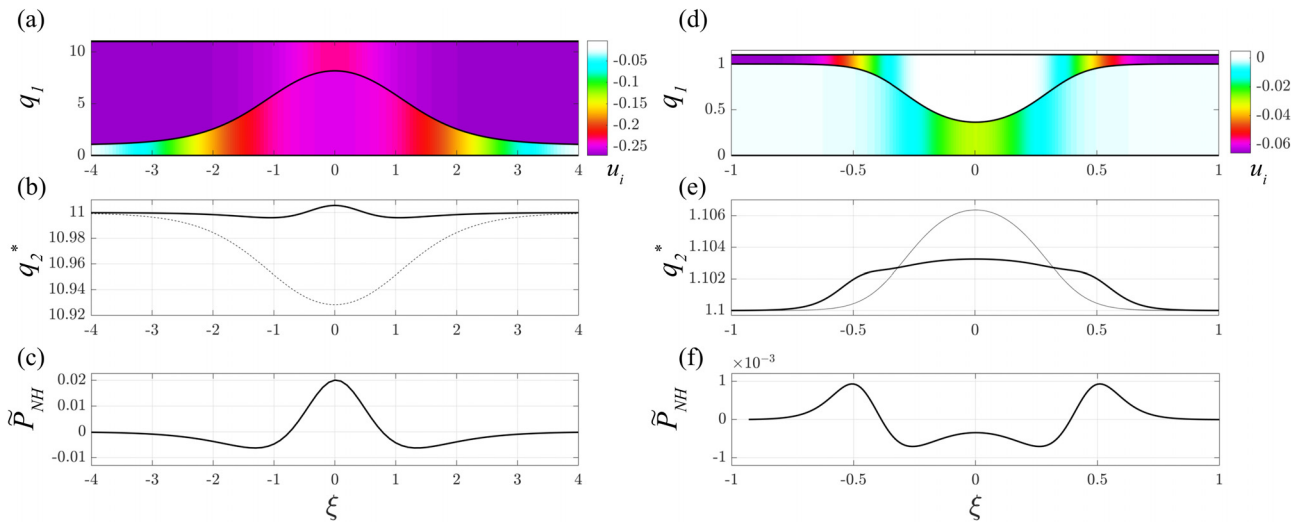 (a)
10
5
0
q1
-4 -3 -2 -1 0 1 2 3 4
-0.05
-0.1
-0.15
-0.2
-0.25
ui
(b)
11
10.98
10.96
10.94
10.92
q2*
-4 -3 -2 -1 0 1 2 3 4
(c)
0.02
0.01
0
-0.01
P̃NH
-4 -3 -2 -1 0 1 2 3 4
ξ
(d)
1
0.5
0
q1
-1 -0.5 0 0.5 1
0
-0.02
-0.04
-0.06
ui
(e)
1.106
1.104
1.102
1.1
q2*
-1 -0.5 0 0.5 1
(f)
×10-3
1
0
-1
P̃NH
-1 -0.5 0 0.5 1
ξ